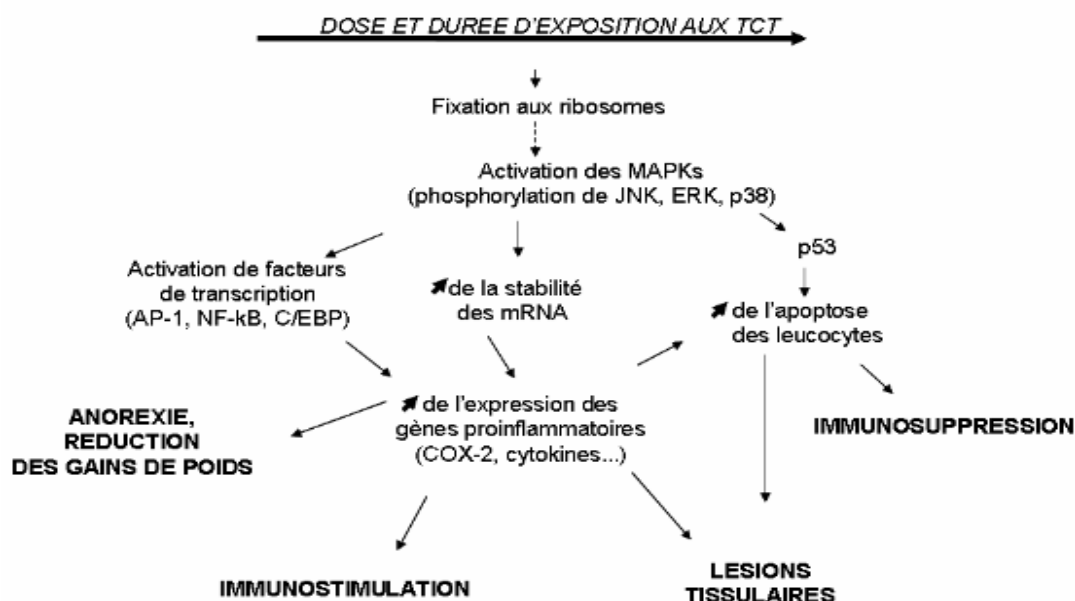 DOSE ET DUREE D'EXPOSITION AUX TCT
Fixation aux ribosomes
Activation des MAPKs
(phosphorylation de JNK, ERK, p38)
p53
Activation de facteurs
de transcription
(AP-1, NF-kB, C/EBP)
de la stabilité
des mRNA
de l'apoptose
des leucocytes
de l'expression des
gènes proinflammatoires
(COX-2, cytokines...)
ANOREXIE,
REDUCTION
DES GAINS DE POIDS
IMMUNOSUPPRESSION
IMMUNOSTIMULATION
LESIONS
TISSULAIRES